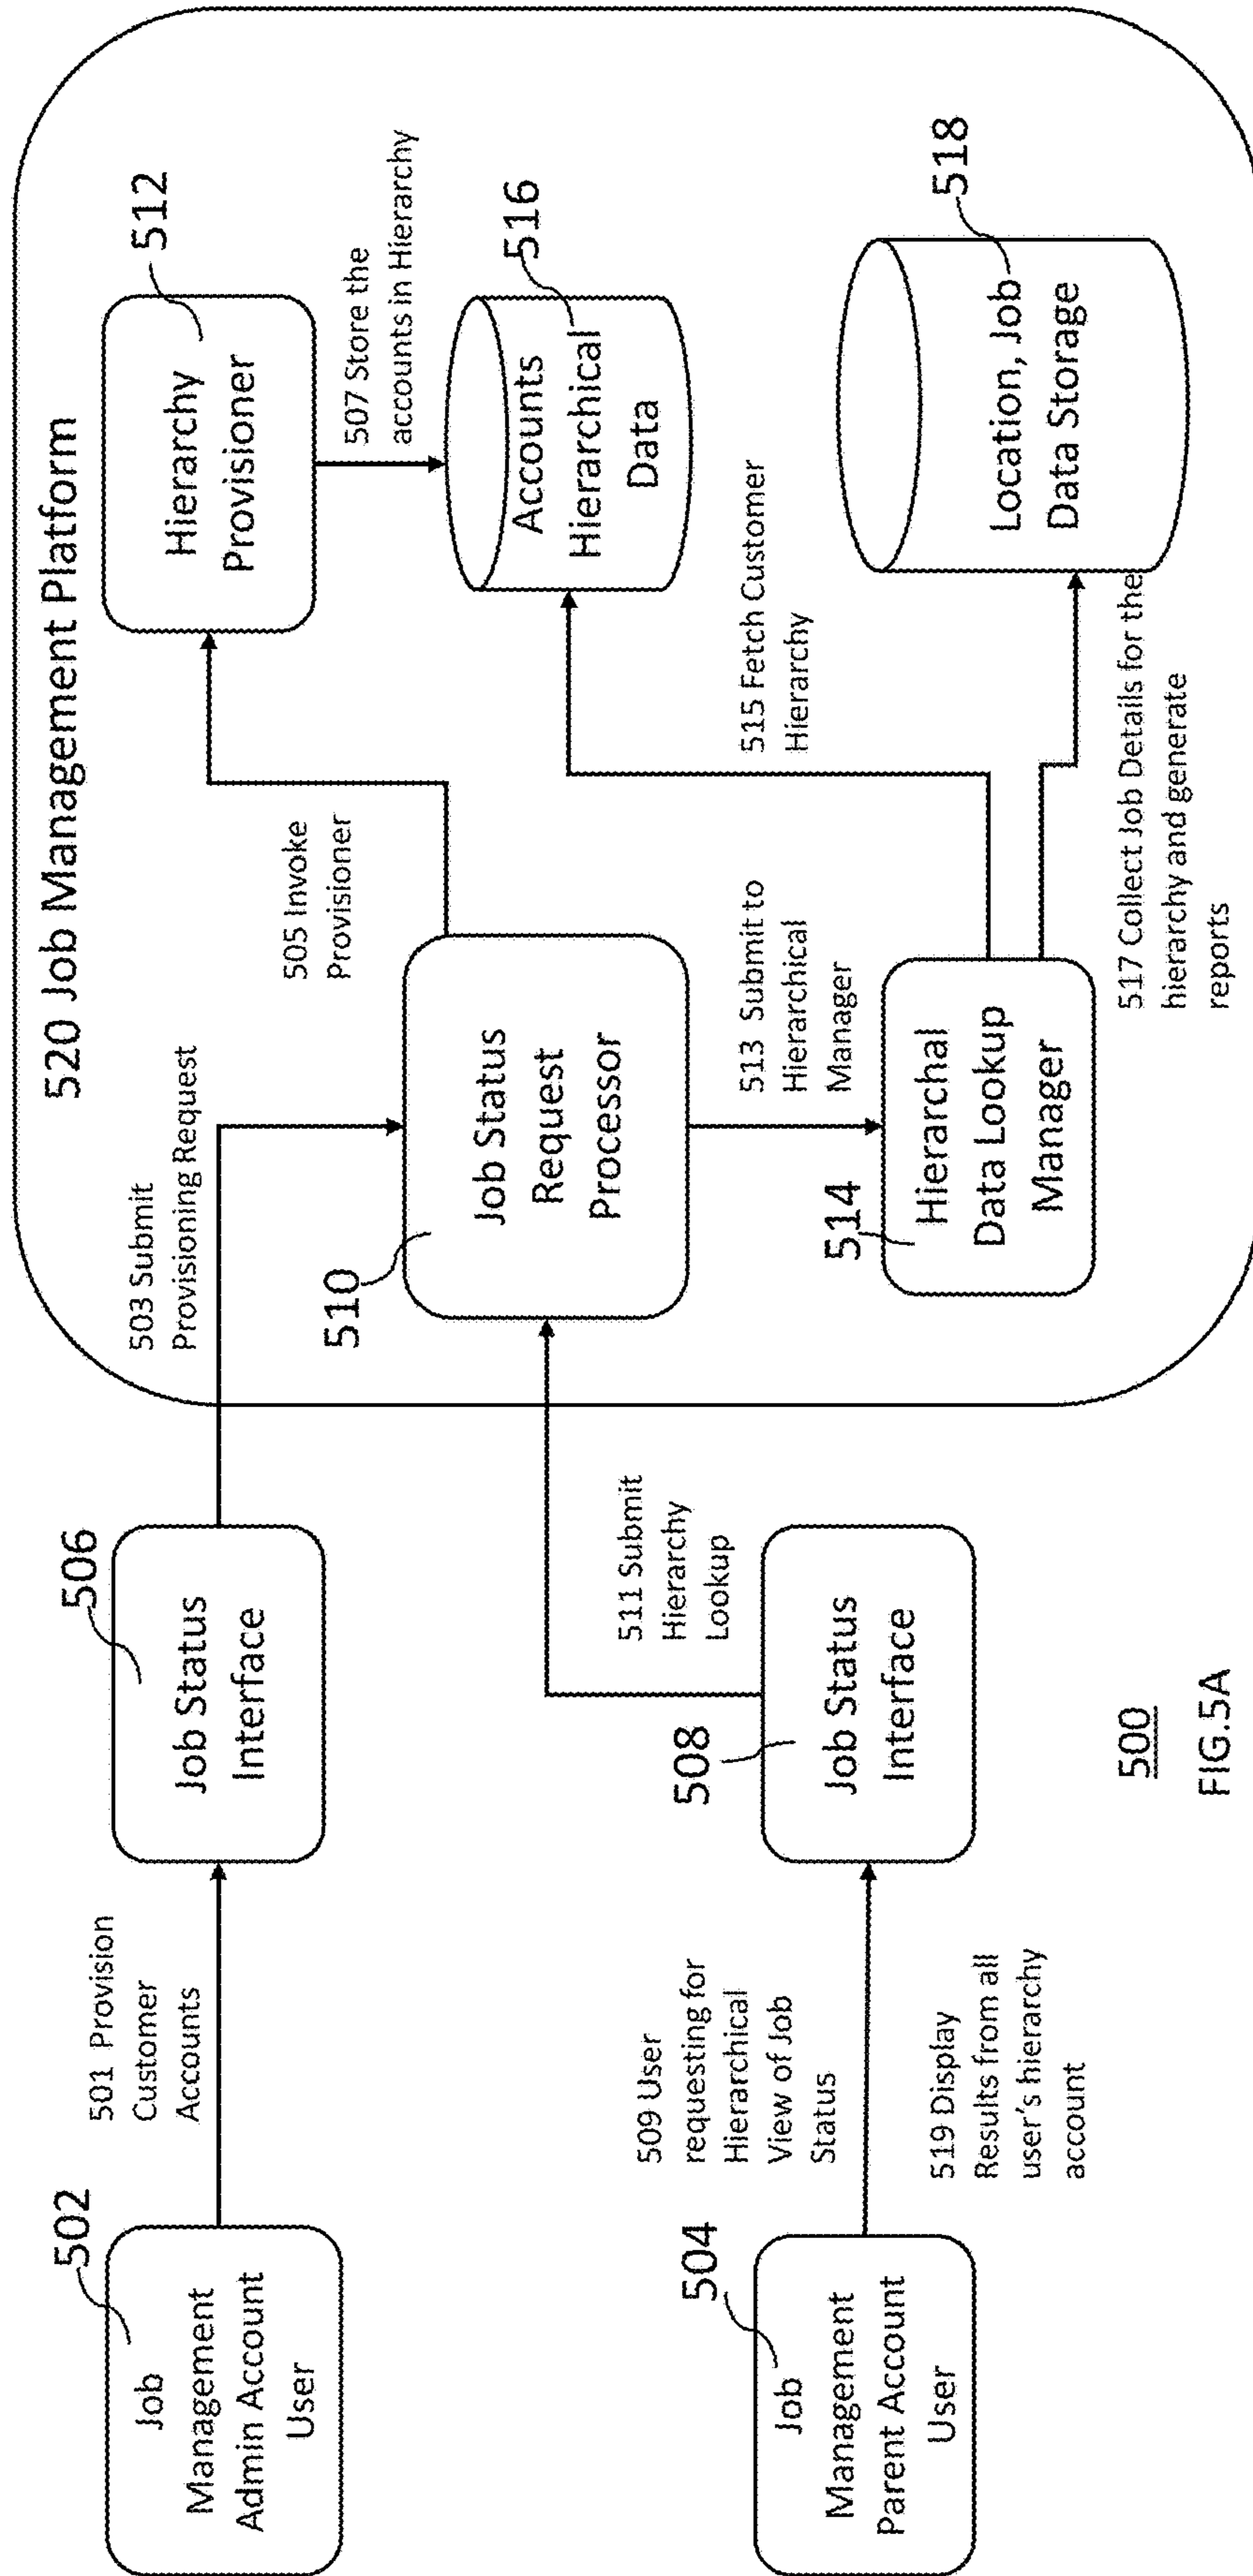 520 Job Management Platform
502
Job
Management
Admin Account
User
501 Provision
Customer
Accounts
506
Job Status
Interface
503 Submit
Provisioning Request
510
Job Status
Request
Processor
505 Invoke
Provisioner
512
Hierarchy
Provisioner
507 Store the
accounts in Hierarchy
516
Accounts
Hierarchical
Data
504
Job
Management
Parent Account
User
509 User
requesting for
Hierarchical
View of Job
Status
519 Display
Results from all
user's hierarchy
account
508
Job Status
Interface
511 Submit
Hierarchy
Lookup
513 Submit to
Hierarchical
Manager
514
Hierarchal
Data Lookup
Manager
515 Fetch Customer
Hierarchy
517 Collect Job Details for the
hierarchy and generate
reports
518
Location, Job
Data Storage
500
FIG.5A